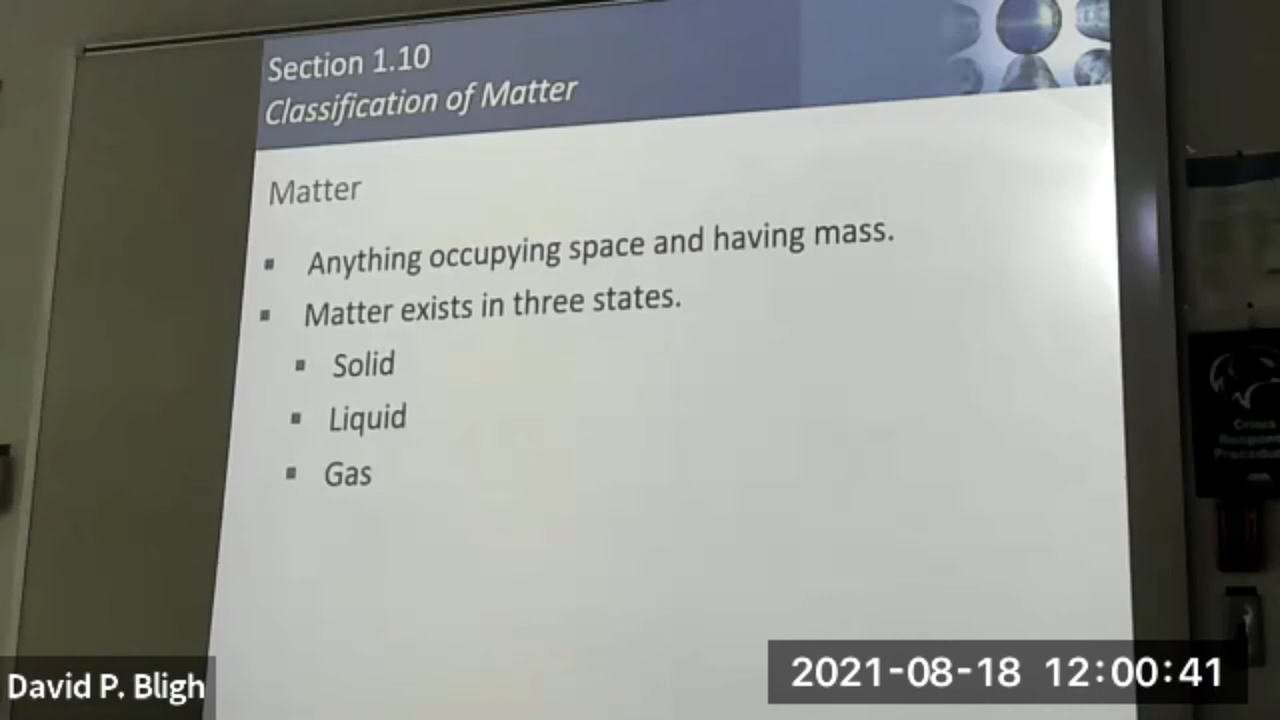 Section 1.10
Classification of Matter
Matter
▪ Anything occupying space and having mass.
▪ Matter exists in three states.
▪ Solid
▪ Liquid
▪ Gas
Crisis
David P. Bligh
2021-08-18 12:00:41